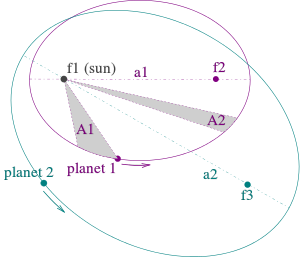 f1 (sun)
a1
f2
A2
A1
planet 1
planet 2
a2
f3